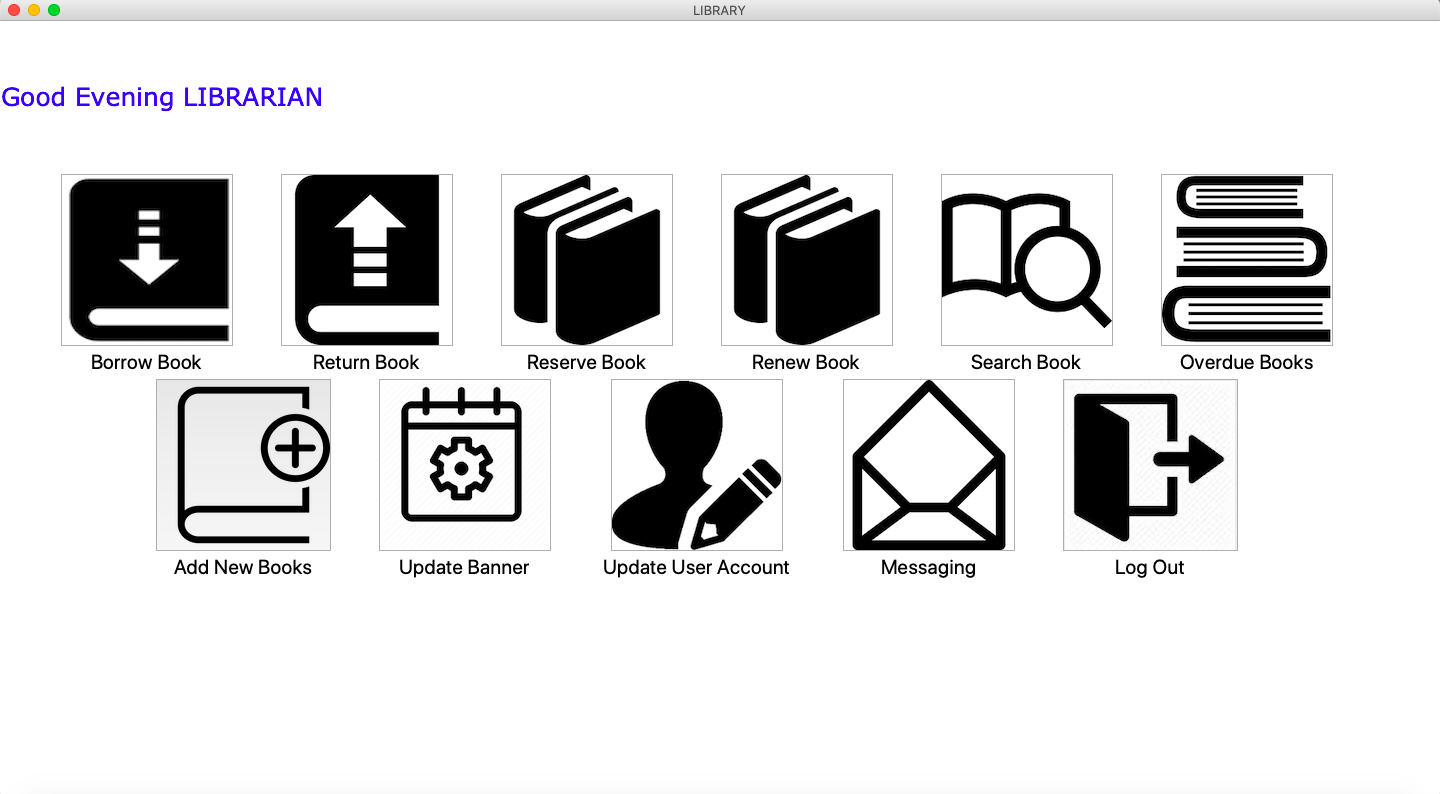 LIBRARY
Good Evening LIBRARIAN
Borrow Book
Return Book
Reserve Book
Renew Book
Search Book
Overdue Books
Add New Books
Update Banner
Update User Account
Messaging
Log Out